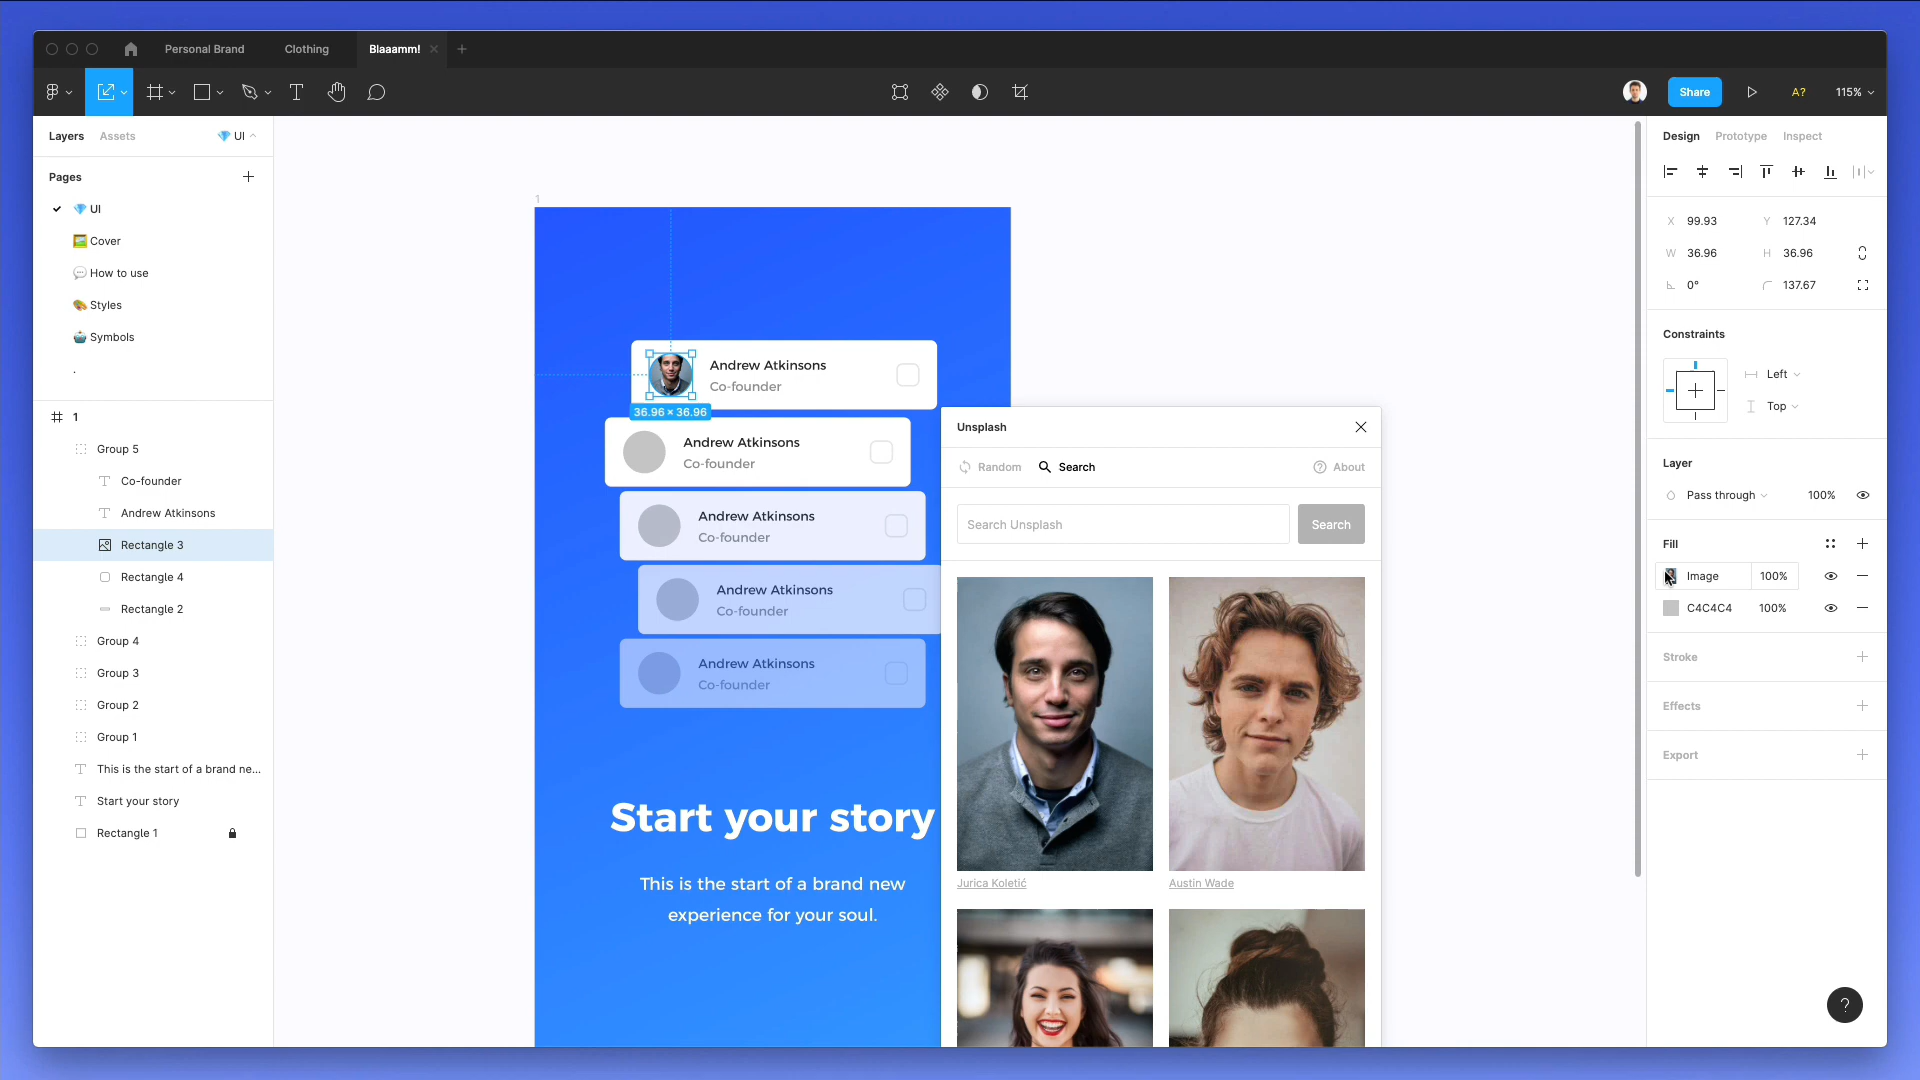 Personal Brand
Clothing
Blaaamm!
Share
A?
115%
Layers
Assets
UI
Pages
UI
Cover
How to use
Styles
Symbols
.
1
Group 5
Co-founder
Andrew Atkinsons
Rectangle 3
Rectangle 4
Rectangle 2
Group 4
Group 3
Group 2
Group 1
This is the start of a brand ne...
Start your story
Rectangle 1
1
Andrew Atkinsons
Co-founder
36.96 × 36.96
Andrew Atkinsons
Co-founder
Andrew Atkinsons
Co-founder
Andrew Atkinsons
Co-founder
Andrew Atkinsons
Co-founder
Start your story
This is the start of a brand new
experience for your soul.
Unsplash
Random
Search
About
Search Unsplash
Search
Jurica Koletić
Austin Wade
Design
Prototype
Inspect
X 99.93
Y 127.34
W 36.96
H 36.96
0°
137.67
Constraints
Left
Top
Layer
Pass through
100%
Fill
Image
100%
C4C4C4
100%
Stroke
Effects
Export
?